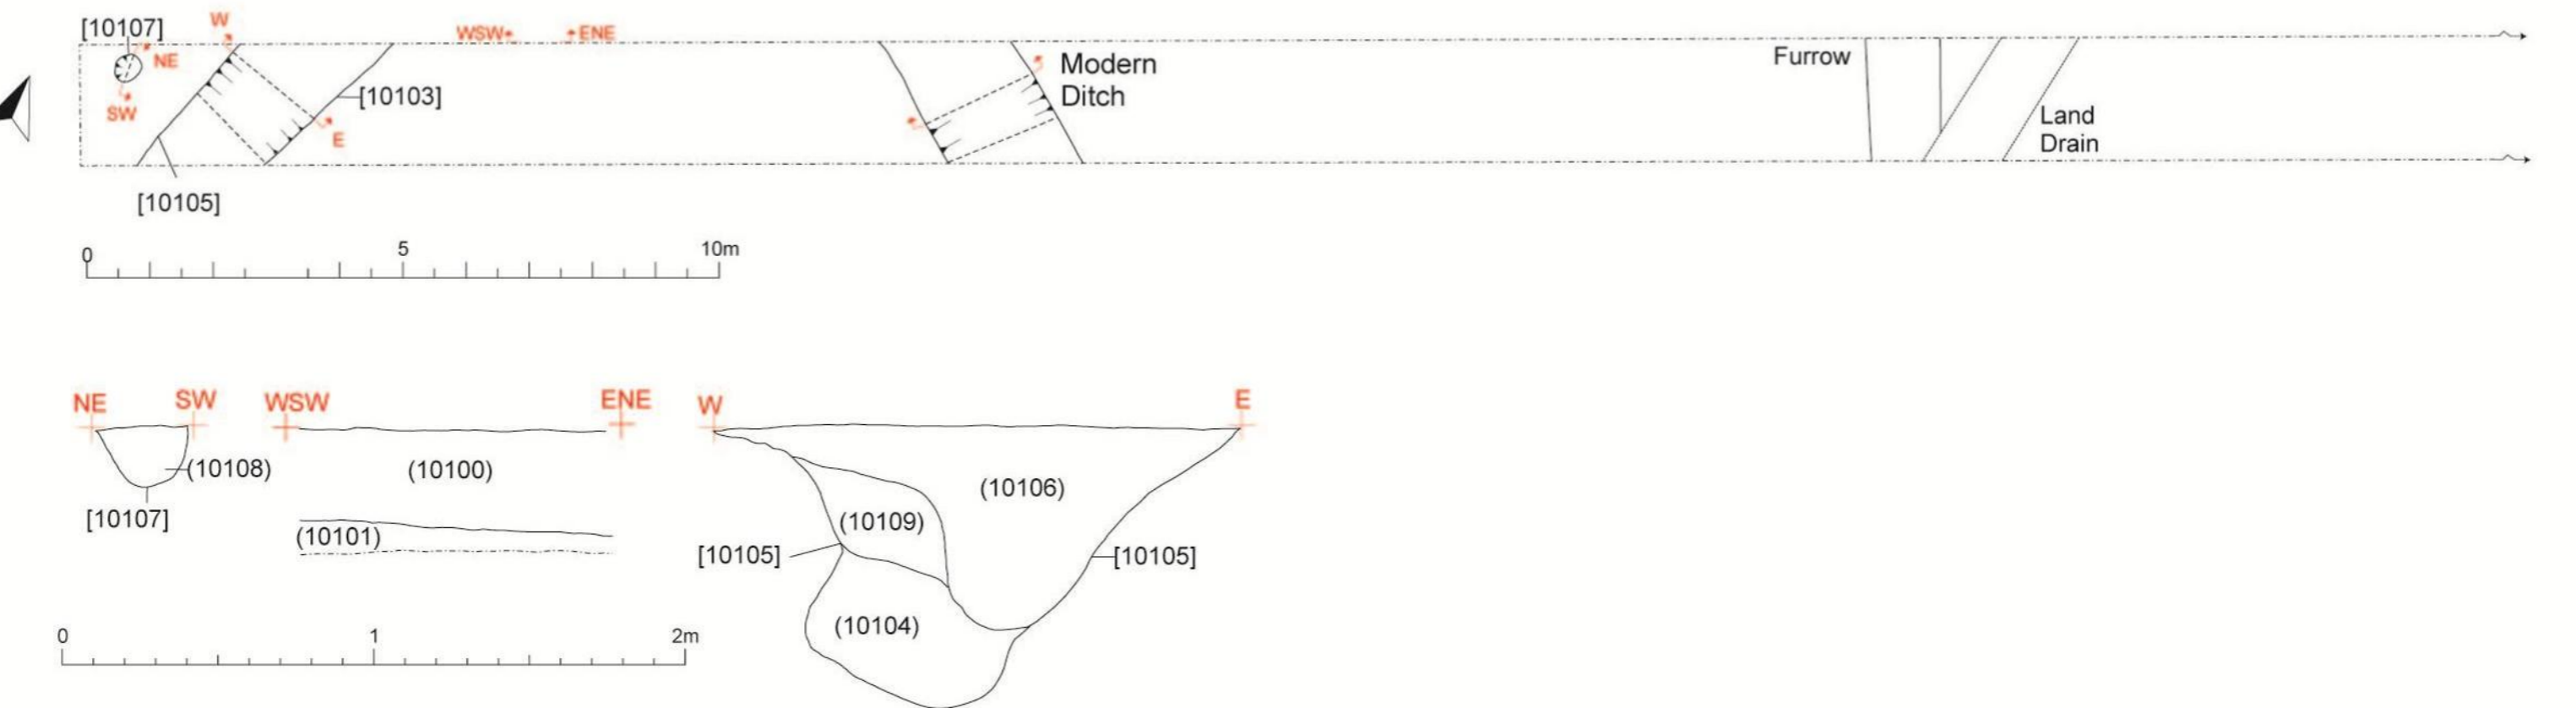 [10107]
W
WSW
ENE
NE
SW
[10103]
E
[10105]
Modern
Ditch
Furrow
Land
Drain
0
5
10m
NE
SW
WSW
ENE
W
E
(10108)
(10100)
(10106)
[10107]
(10101)
(10109)
[10105]
[10105]
(10104)
0
1
2m